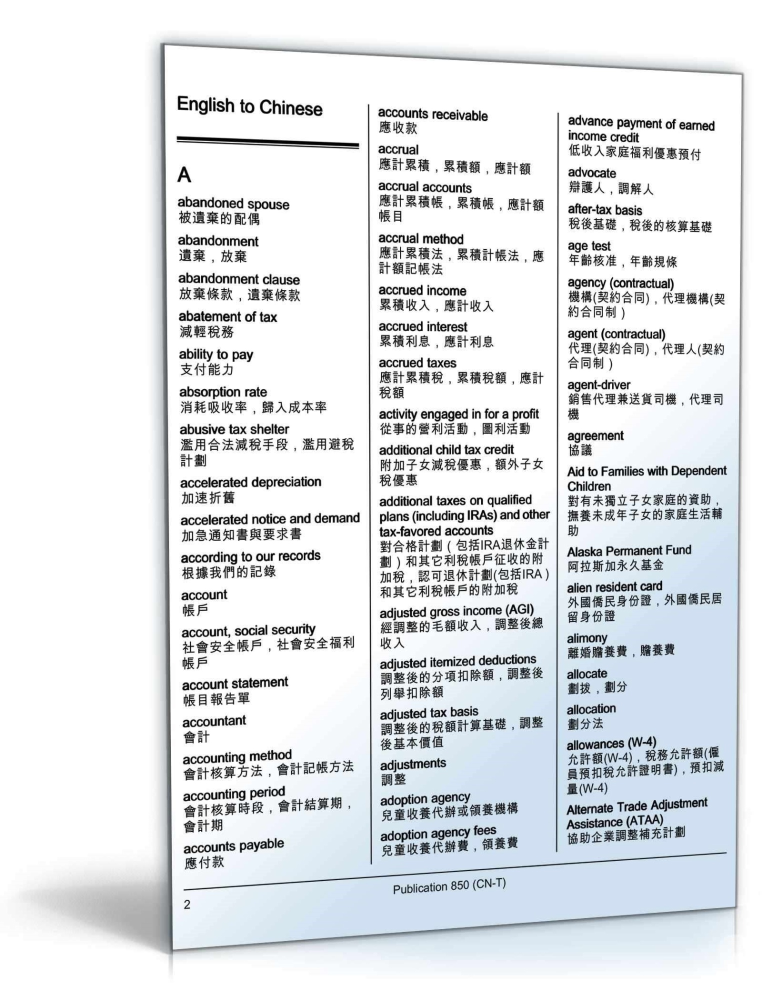 English to Chinese
A
abandoned spouse
被遺棄的配偶
abandonment
遺棄，放棄
abandonment clause
放棄條款，遺棄條款
abatement of tax
減輕稅務
ability to pay
支付能力
absorption rate
消耗吸收率，歸入成本率
abusive tax shelter
濫用合法減稅手段，濫用避稅
計劃
accelerated depreciation
加速折舊
accelerated notice and demand
加急通知書與要求書
according to our records
根據我們的記錄
account
帳戶
account, social security
社會安全帳戶，社會安全福利
帳戶
account statement
帳目報告單
accountant
會計
accounting method
會計核算方法，會計記帳方法
accounting period
會計核算時段，會計結算期，
會計期
accounts payable
應付款
accounts receivable
應收款
accrual
應計累積，累積額，應計額
accrual accounts
應計累積帳，累積帳，應計額
帳目
accrual method
應計累積法，累積計帳法，應
計額記帳法
accrued income
累積收入，應計收入
accrued interest
累積利息，應計利息
accrued taxes
應計累積稅，累積稅額，應計
稅額
activity engaged in for a profit
從事的營利活動，圖利活動
additional child tax credit
附加子女減稅優惠，額外子女
稅優惠
additional taxes on qualified
plans (including IRAs) and other
tax-favored accounts
對合格計劃（包括IRA退休金計
劃）和其它利稅帳戶征收的附
加稅，認可退休計劃(包括IRA）
和其它利稅帳戶的附加稅
adjusted gross income (AGI)
經調整的毛額收入，調整後總
收入
adjusted itemized deductions
調整後的分項扣除額，調整後
列舉扣除額
adjusted tax basis
調整後的稅額計算基礎，調整
後基本價值
adjustments
調整
adoption agency
兒童收養代辦或領養機構
adoption agency fees
兒童收養代辦費，領養費
advance payment of earned
income credit
低收入家庭福利優惠預付
advocate
辯護人，調解人
after-tax basis
稅後基礎，稅後的核算基礎
age test
年齡核准，年齡規條
agency (contractual)
機構(契約合同)，代理機構(契
約合同制）
agent (contractual)
代理(契約合同)，代理人(契約
合同制）
agent-driver
銷售代理兼送貨司機，代理司
機
agreement
協議
Aid to Families with Dependent
Children
對有未獨立子女家庭的資助，
撫養未成年子女的家庭生活輔
助
Alaska Permanent Fund
阿拉斯加永久基金
alien resident card
外國僑民身份證，外國僑民居
留身份證
alimony
離婚贍養費，贍養費
allocate
劃拨，劃分
allocation
劃分法
allowances (W-4)
允許額(W-4)，稅務允許額(僱
員預扣稅允許證明書)，預扣減
量(W-4)
Alternate Trade Adjustment
Assistance (ATAA)
協助企業調整補充計劃
Publication 850 (CN-T)
2